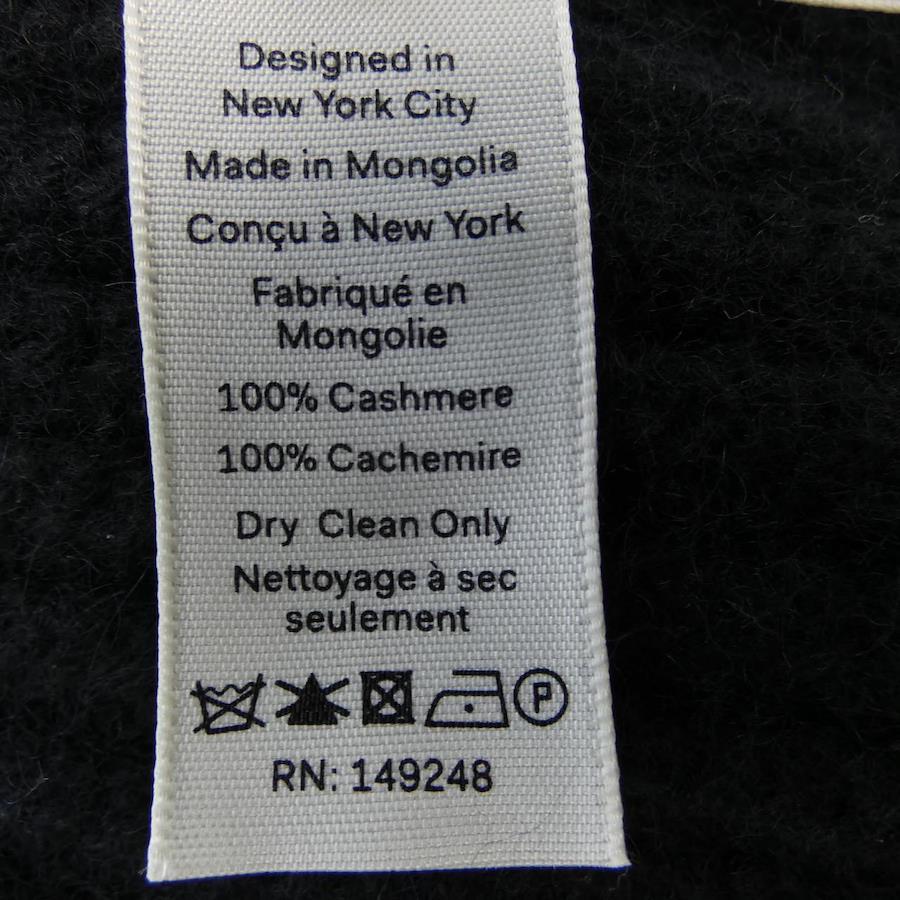 Designed in
New York City
Made in Mongolia
Conçu à New York
Fabriqué en
Mongolie
100% Cashmere
100% Cachemire
Dry Clean Only
Nettoyage à sec
seulement
P
RN: 149248